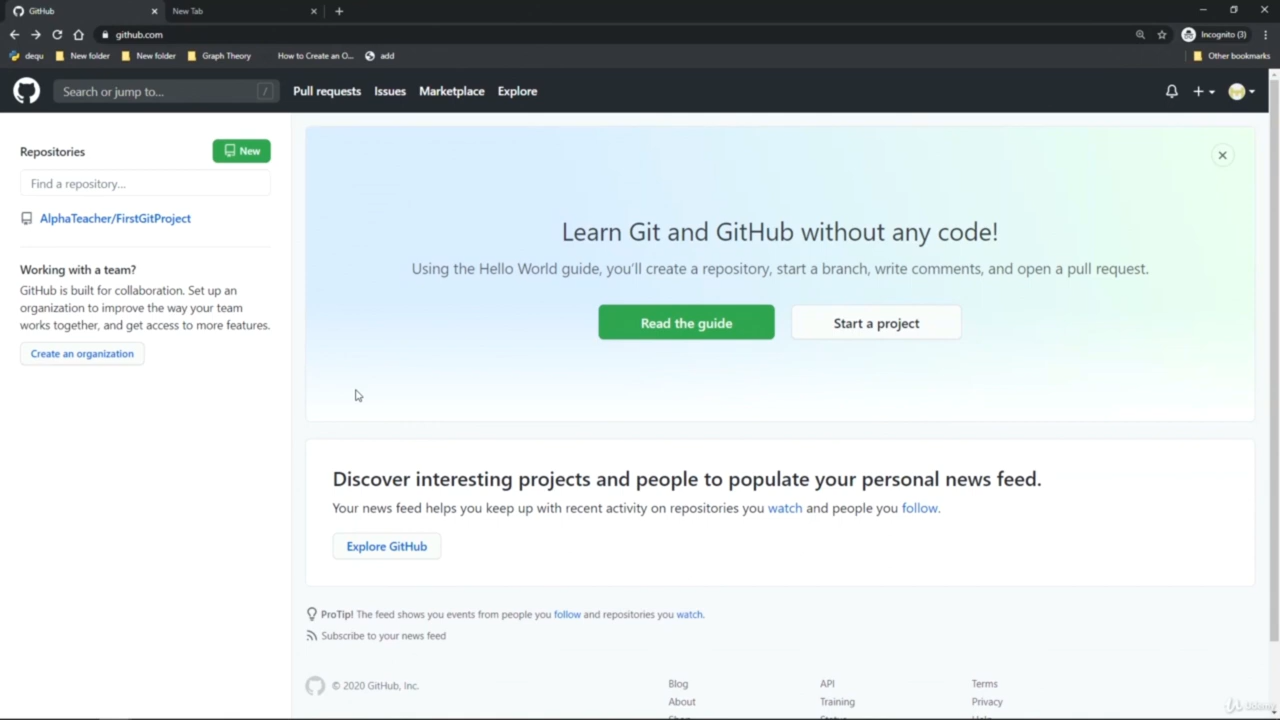 GitHub
New Tab
github.com
Incognito (3)
dequ
New folder
New folder
Graph Theory
How to Create an O...
add
Other bookmarks
Search or jump to...
/
Pull requests
Issues
Marketplace
Explore
Repositories
New
Find a repository...
AlphaTeacher/FirstGitProject
Working with a team?
GitHub is built for collaboration. Set up an
organization to improve the way your team
works together, and get access to more features.
Create an organization
Learn Git and GitHub without any code!
Using the Hello World guide, you'll create a repository, start a branch, write comments, and open a pull request.
Read the guide
Start a project
Discover interesting projects and people to populate your personal news feed.
Your news feed helps you keep up with recent activity on repositories you watch and people you follow.
Explore GitHub
ProTip! The feed shows you events from people you follow and repositories you watch.
Subscribe to your news feed
© 2020 GitHub, Inc.
Blog
API
Terms
About
Training
Privacy
Udemy